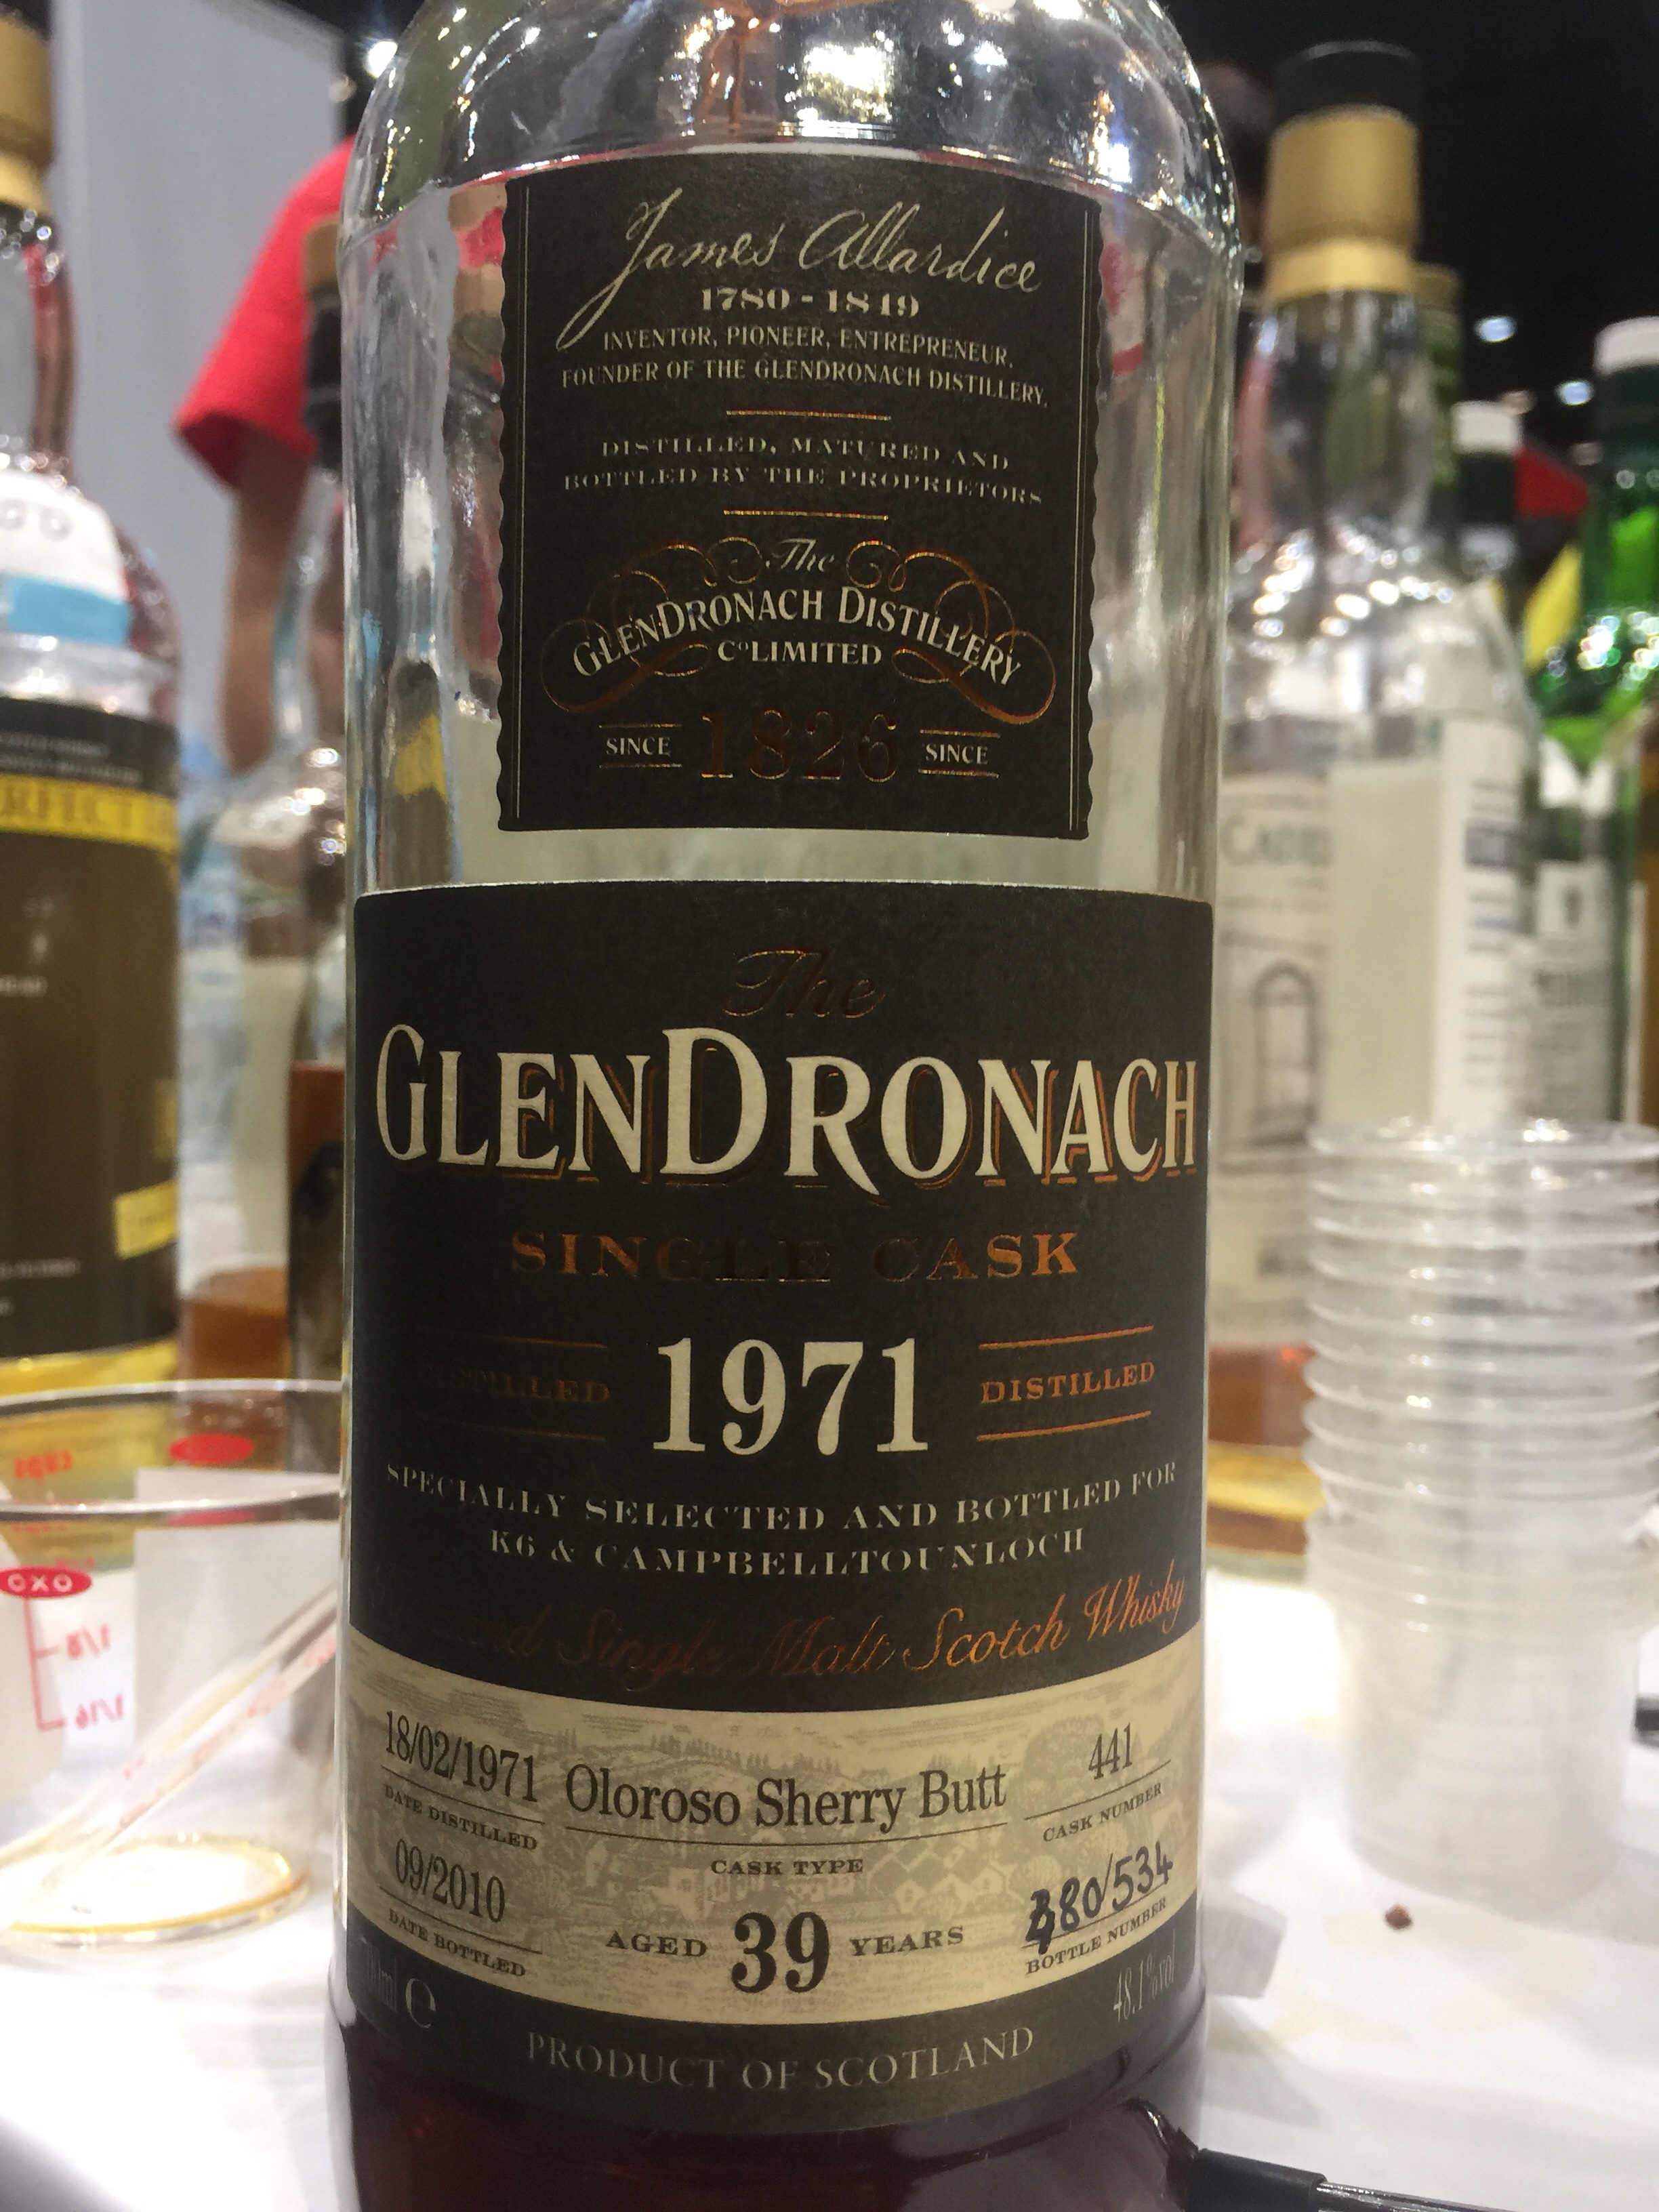 James Allardice
1780 - 1849
INVENTOR, PIONEER, ENTREPRENEUR.
FOUNDER OF THE GLENDRONACH DISTILLERY.
DISTILLED, MATURED AND
BOTTLED BY THE PROPRIETORS
The
GLENDRONACH DISTILLERY
Cº LIMITED
SINCE 1826 SINCE
The
GLENDRONACH
SINGLE CASK
DISTILLED 1971 DISTILLED
SPECIALLY SELECTED AND BOTTLED FOR
K6 & CAMPBELLTOUNLOCH
Single Malt Scotch Whisky
18/02/1971 Oloroso Sherry Butt 441
DATE DISTILLED CASK TYPE CASK NUMBER
09/2010 AGED 39 YEARS 380/534
DATE BOTTLED BOTTLE NUMBER
e 48.1%vol
PRODUCT OF SCOTLAND
OXO